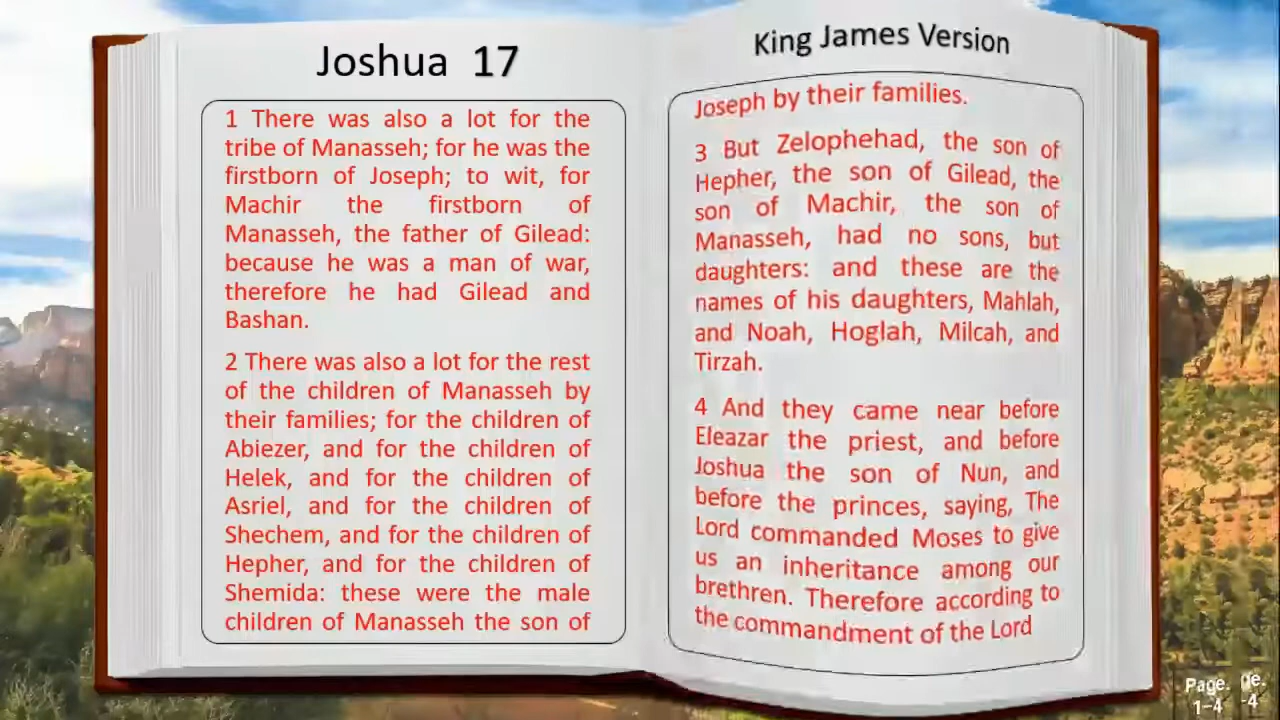 Joshua 17
1 There was also a lot for the
tribe of Manasseh; for he was the
firstborn of Joseph; to wit, for
Machir the firstborn of
Manasseh, the father of Gilead:
because he was a man of war,
therefore he had Gilead and
Bashan.
2 There was also a lot for the rest
of the children of Manasseh by
their families; for the children of
Abiezer, and for the children of
Helek, and for the children of
Asriel, and for the children of
Shechem, and for the children of
Hepher, and for the children of
Shemida: these were the male
children of Manasseh the son of
King James Version
Joseph by their families.
3 But Zelophehad, the son of
Hepher, the son of Gilead, the
son of Machir, the son of
Manasseh, had no sons, but
daughters: and these are the
names of his daughters, Mahlah,
and Noah, Hoglah, Milcah, and
Tirzah.
4 And they came near before
Eleazar the priest, and before
Joshua the son of Nun, and
before the princes, saying, The
Lord commanded Moses to give
us an inheritance among our
brethren. Therefore according to
the commandment of the Lord
Page. ge.
1-4 -4